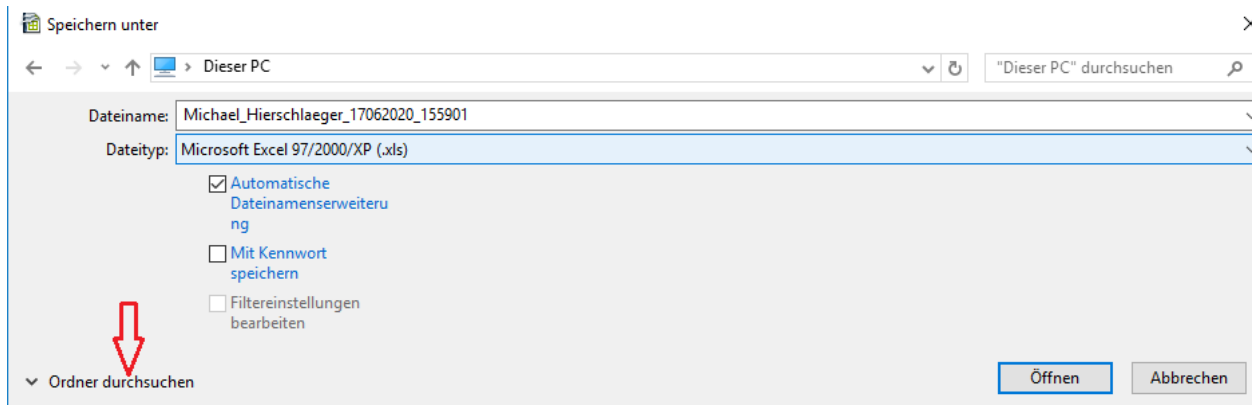 Speichern unter
Dieser PC
"Dieser PC" durchsuchen
Dateiname: Michael_Hierschlaeger_17062020_155901
Dateityp: Microsoft Excel 97/2000/XP (.xls)
Automatische
Dateinamenserweiteru
ng
Mit Kennwort
speichern
Filtereinstellungen
bearbeiten
Ordner durchsuchen
Öffnen
Abbrechen